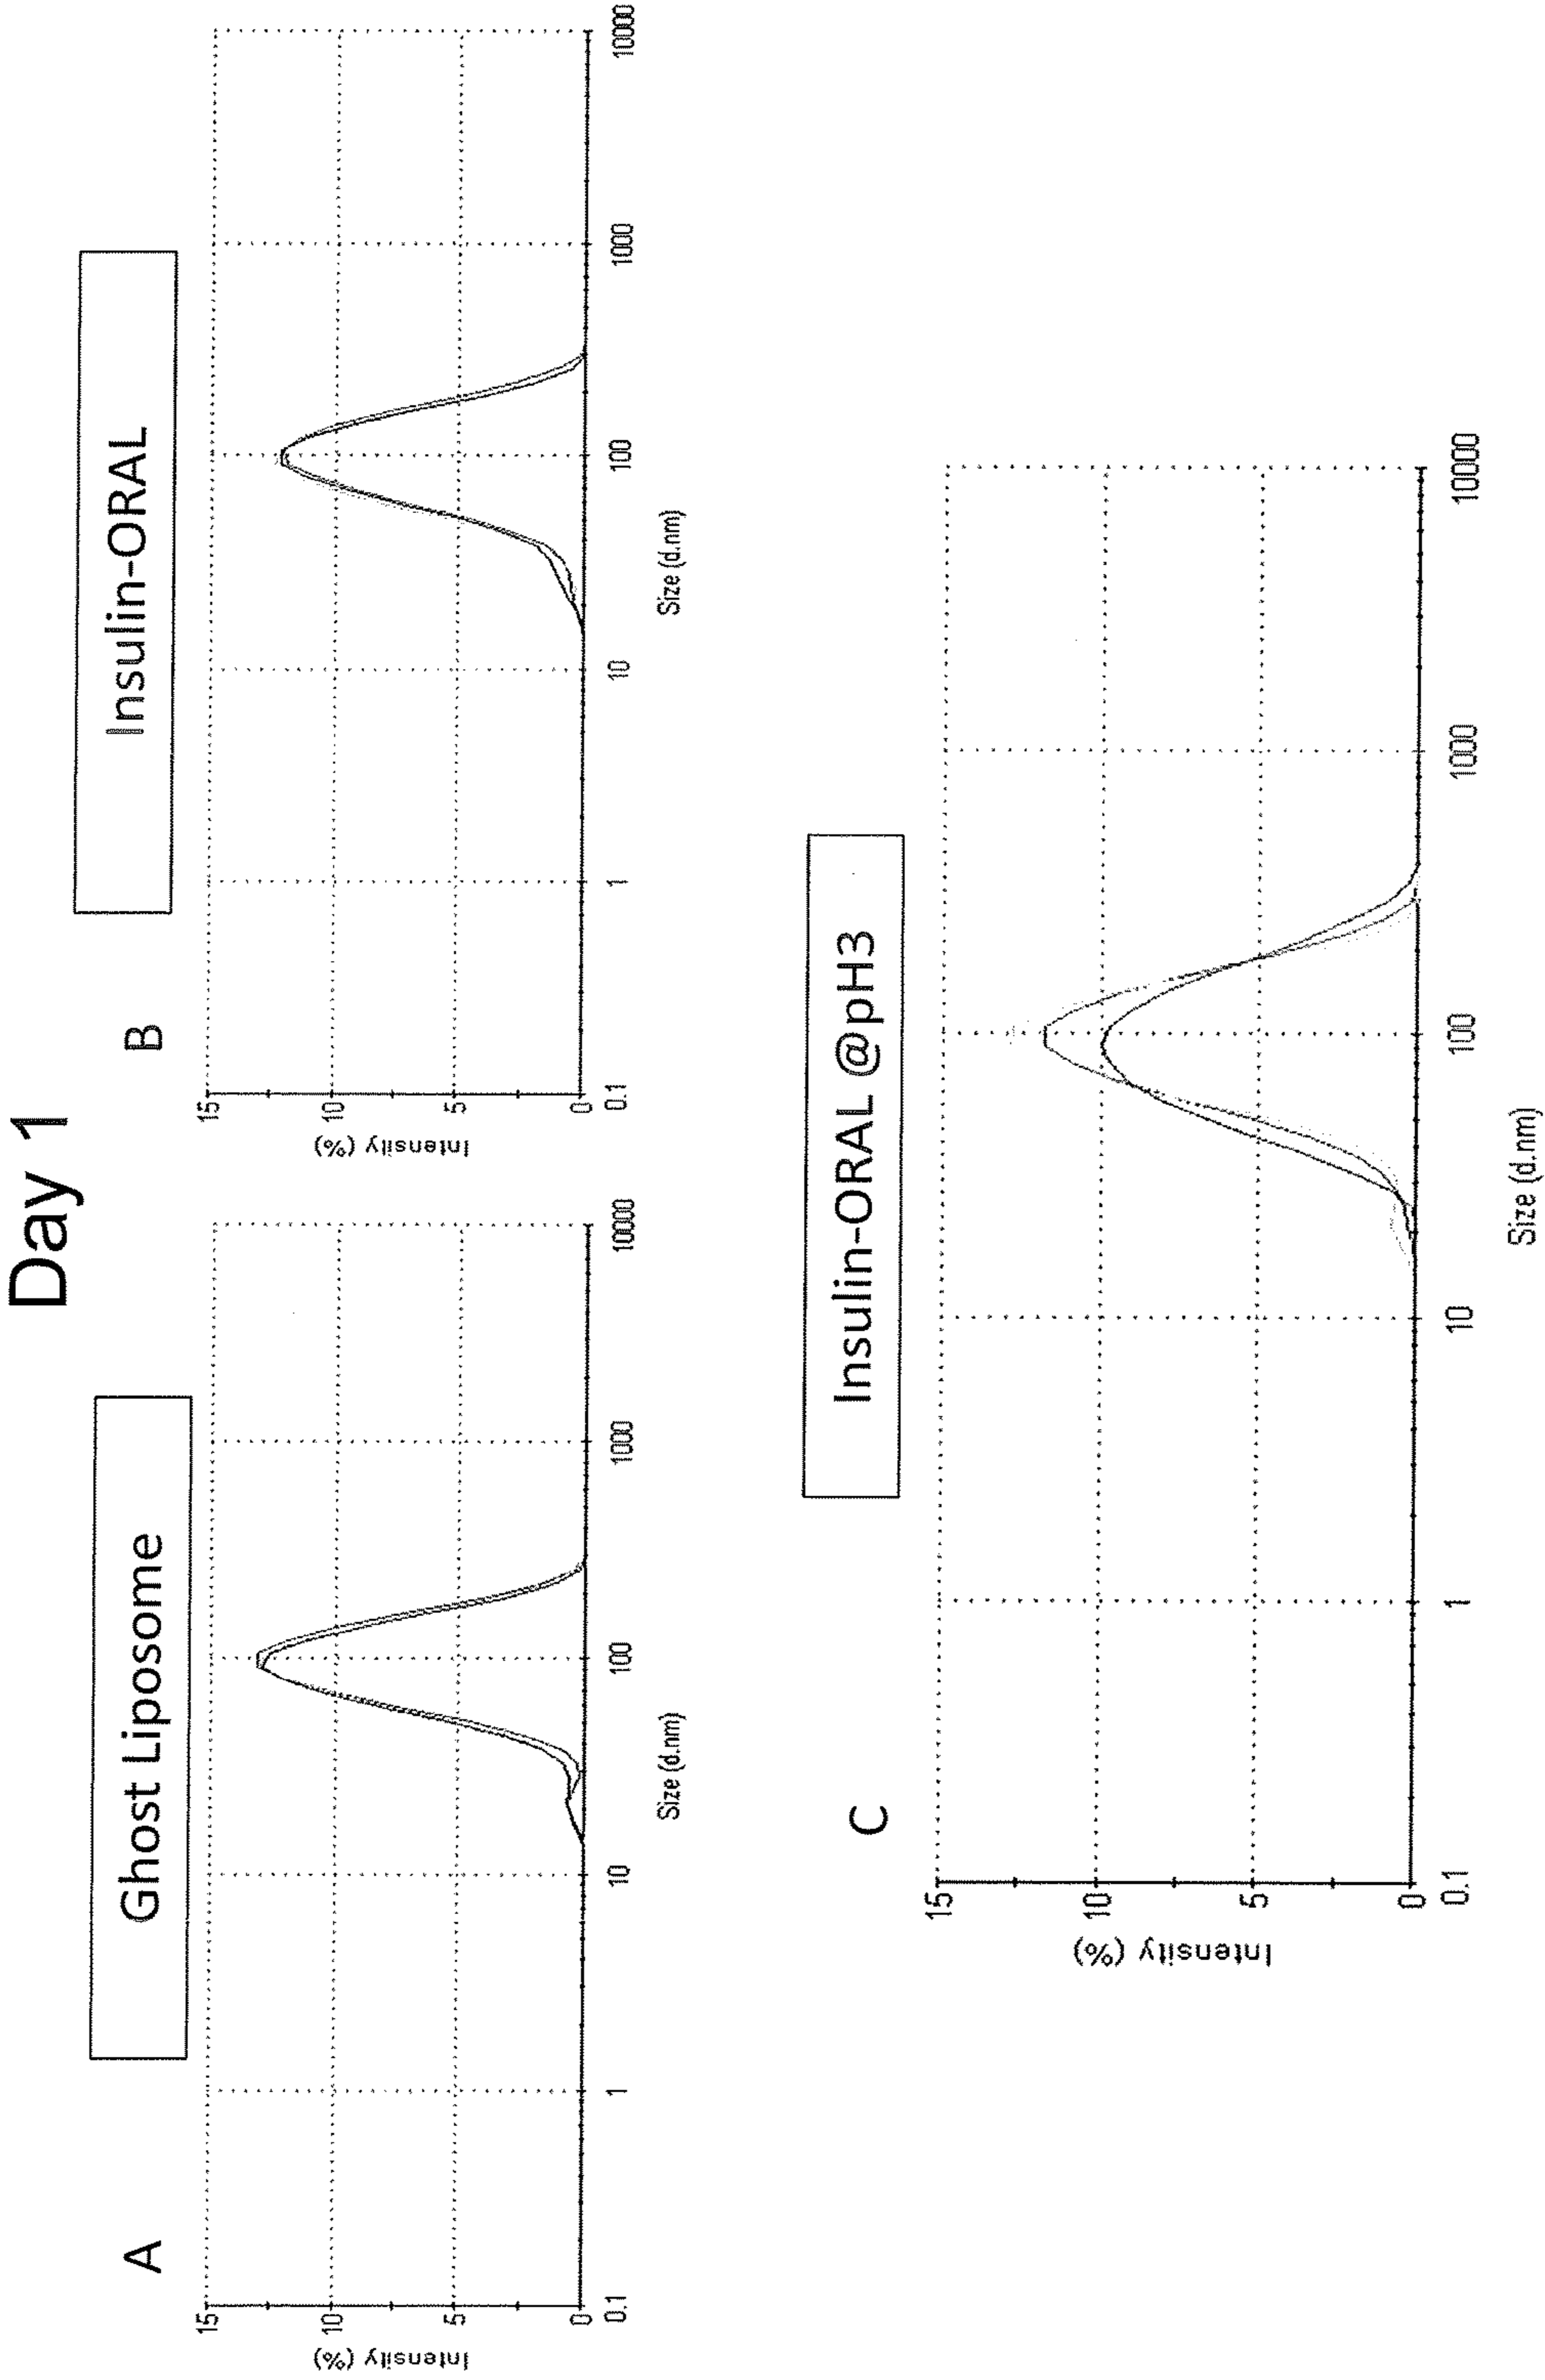 Day 1
A
Ghost Liposome
15
10
5
0
Intensity (%)
0.1
1
10
100
1000
10000
Size (d.nm)
B
Insulin-ORAL
15
10
5
0
Intensity (%)
0.1
1
10
100
1000
10000
Size (d.nm)
C
Insulin-ORAL @pH3
15
10
5
0
Intensity (%)
0.1
1
10
100
1000
10000
Size (d.nm)